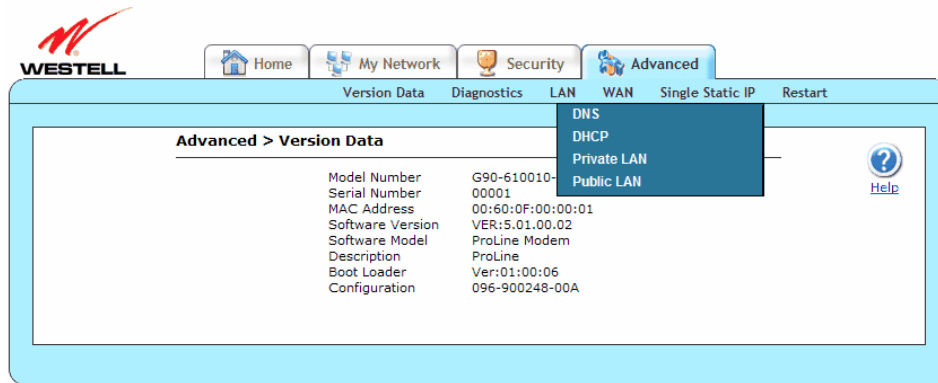 WESTELL
Home My Network Security Advanced
Version Data Diagnostics LAN WAN Single Static IP Restart
DNS
DHCP
Private LAN
Public LAN
Advanced > Version Data
Help
Model Number G90-610010-
Serial Number 00001
MAC Address 00:60:0F:00:00:01
Software Version VER:5.01.00.02
Software Model ProLine Modem
Description ProLine
Boot Loader Ver:01:00:06
Configuration 096-900248-00A